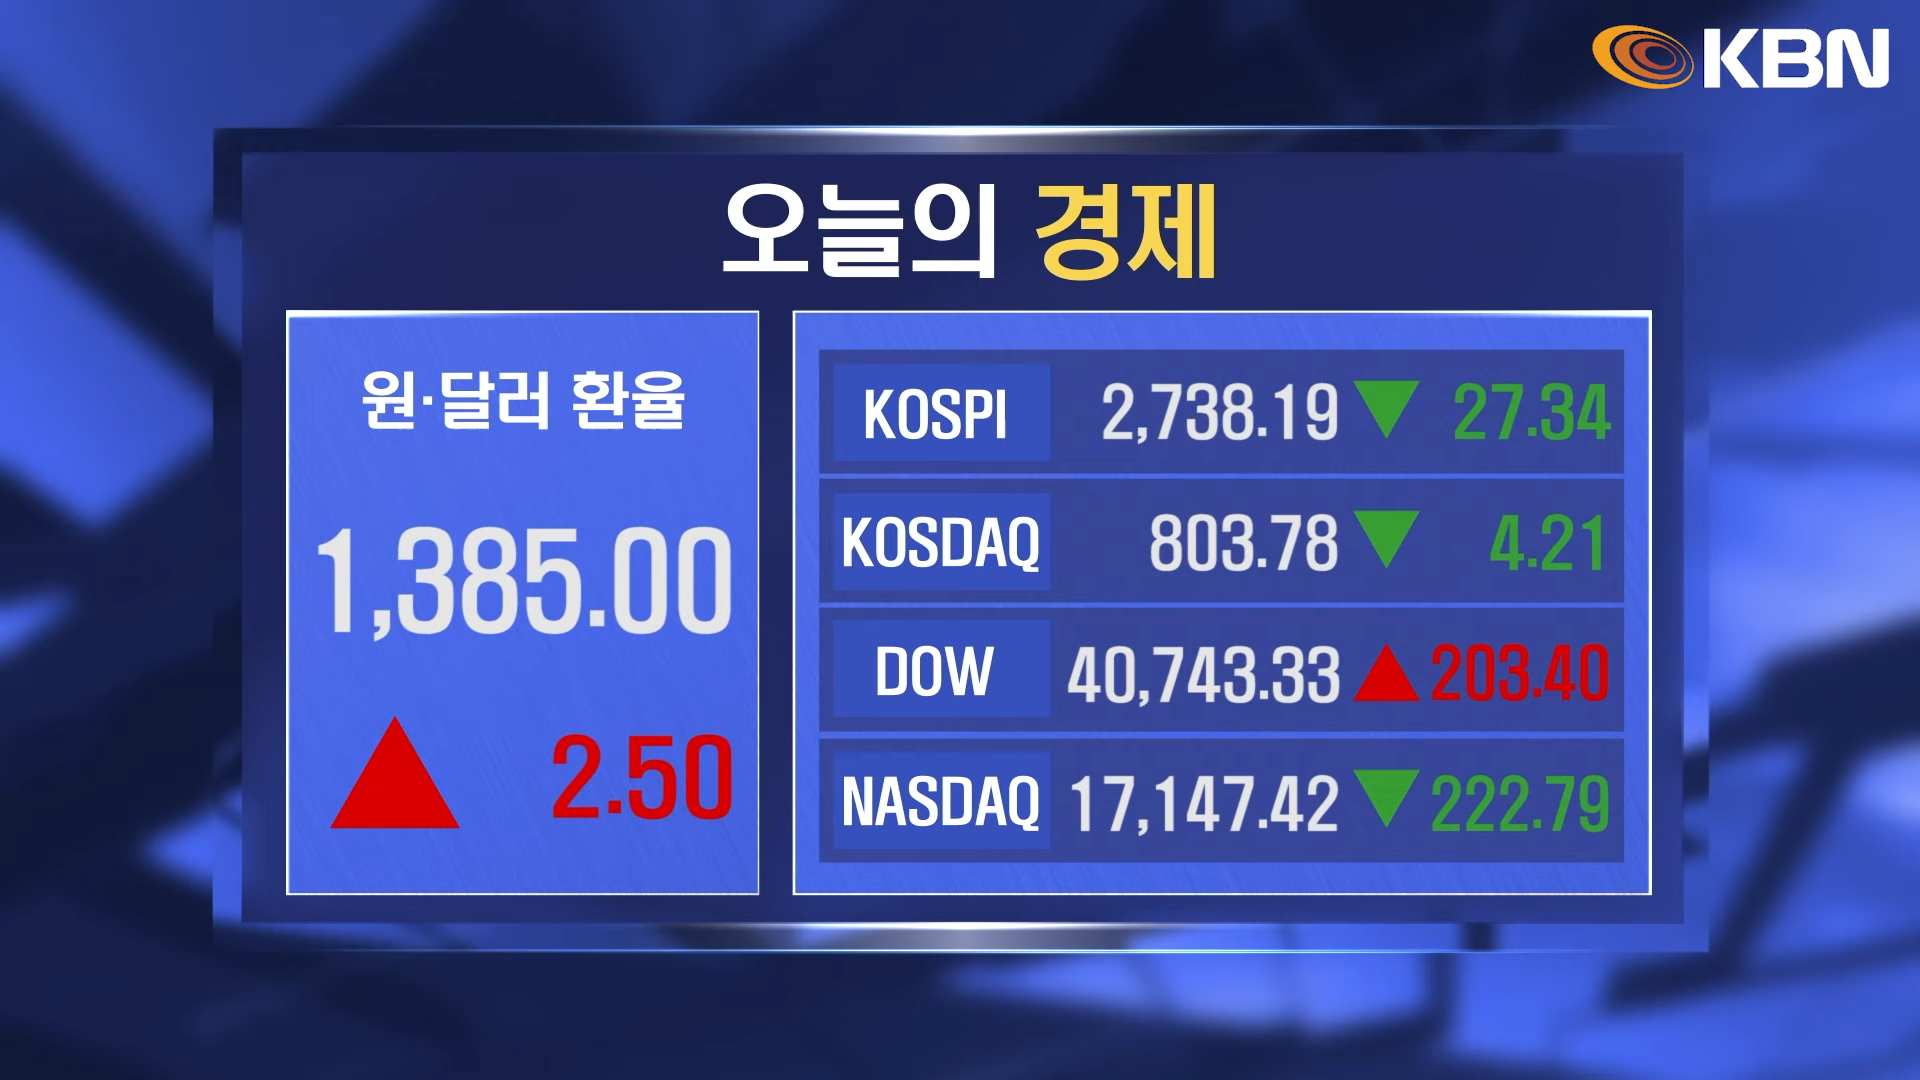 KBN
오늘의 경제
원·달러 환율
1,385.00
▲ 2.50
KOSPI 2,738.19 ▼ 27.34
KOSDAQ 803.78 ▼ 4.21
DOW 40,743.33 ▲ 203.40
NASDAQ 17,147.42 ▼ 222.79